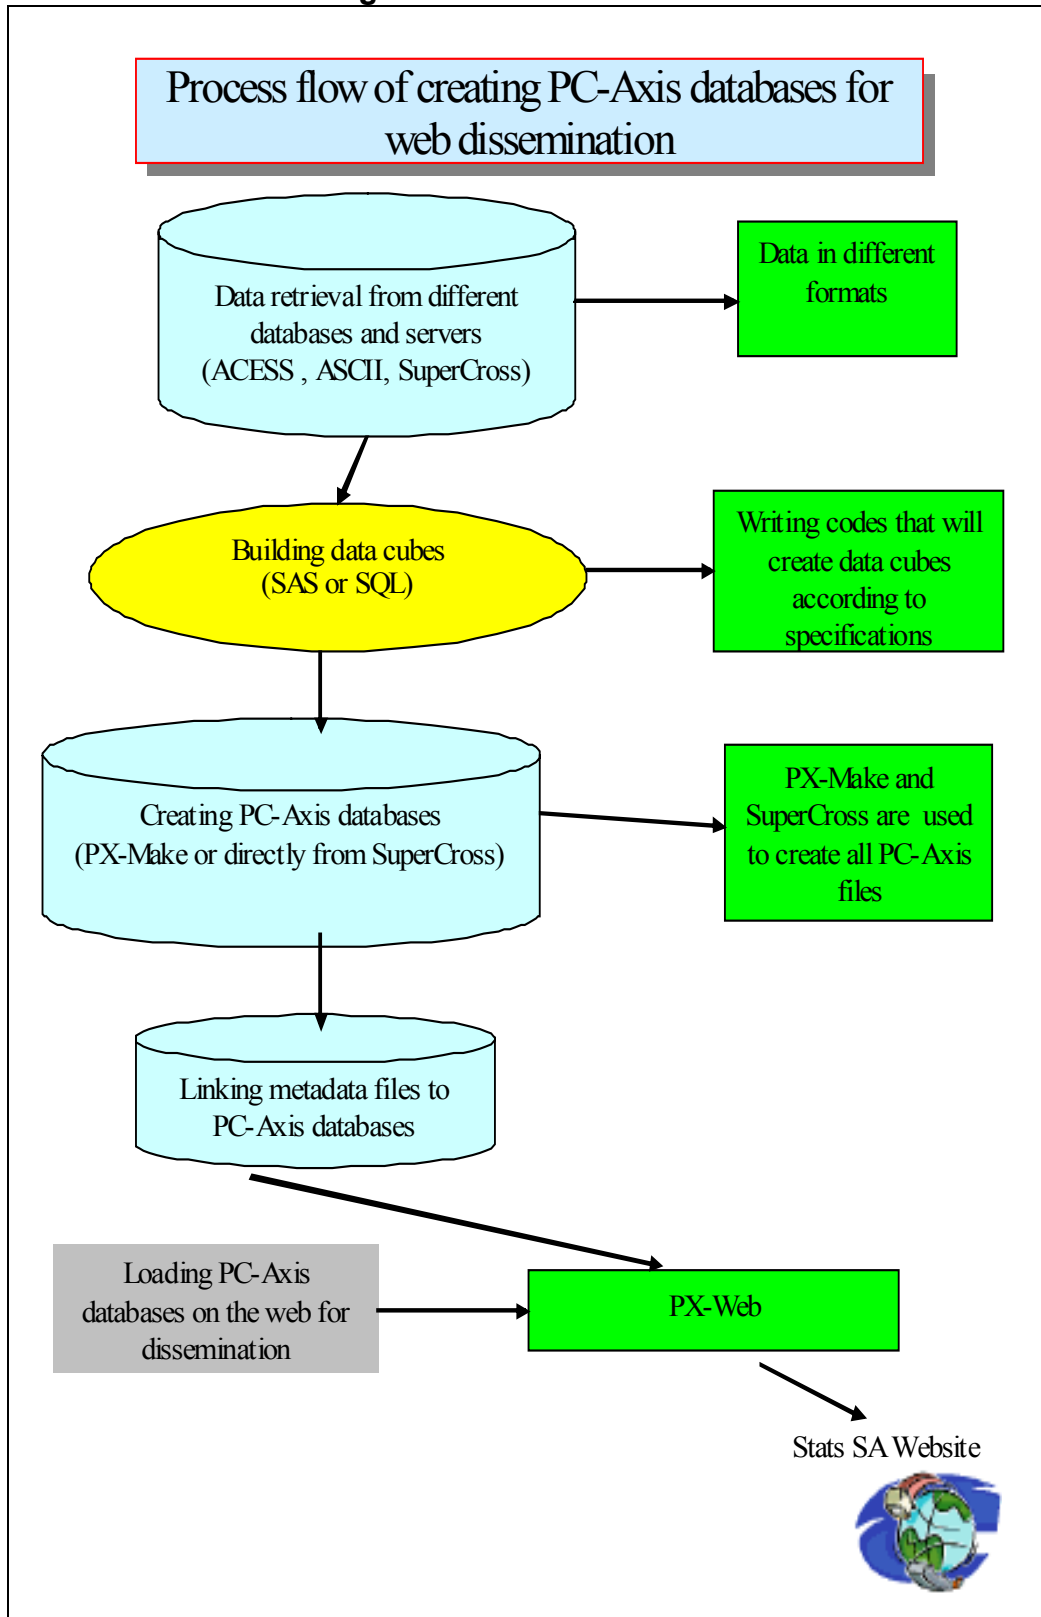 Process flow of creating PC-Axis databases for
web dissemination
Data retrieval from different
databases and servers
(ACESS , ASCII, SuperCross)
Data in different
formats
Building data cubes
(SAS or SQL)
Writing codes that will
create data cubes
according to
specifications
Creating PC-Axis databases
(PX-Make or directly from SuperCross)
PX-Make and
SuperCross are used
to create all PC-Axis
files
Linking metadata files to
PC-Axis databases
Loading PC-Axis
databases on the web for
dissemination
PX-Web
Stats SA Website